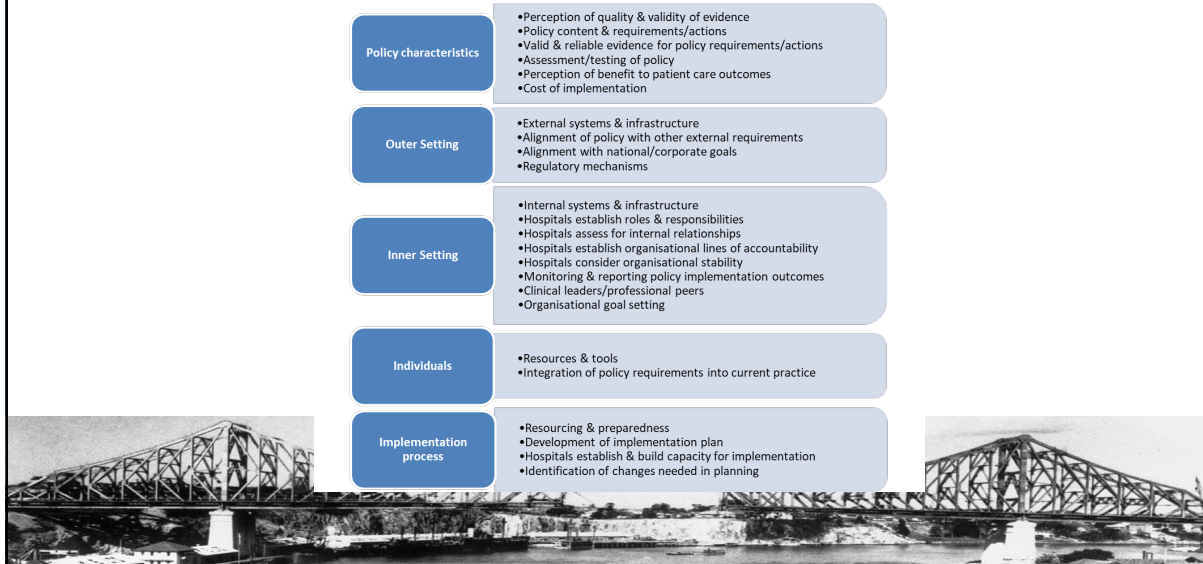 Policy characteristics
•Perception of quality & validity of evidence
•Policy content & requirements/actions
•Valid & reliable evidence for policy requirements/actions
•Assessment/testing of policy
•Perception of benefit to patient care outcomes
•Cost of implementation
Outer Setting
•External systems & infrastructure
•Alignment of policy with other external requirements
•Alignment with national/corporate goals
•Regulatory mechanisms
Inner Setting
•Internal systems & infrastructure
•Hospitals establish roles & responsibilities
•Hospitals assess for internal relationships
•Hospitals establish organisational lines of accountability
•Hospitals consider organisational stability
•Monitoring & reporting policy implementation outcomes
•Clinical leaders/professional peers
•Organisational goal setting
Individuals
•Resources & tools
•Integration of policy requirements into current practice
Implementation
process
•Resourcing & preparedness
•Development of implementation plan
•Hospitals establish & build capacity for implementation
•Identification of changes needed in planning